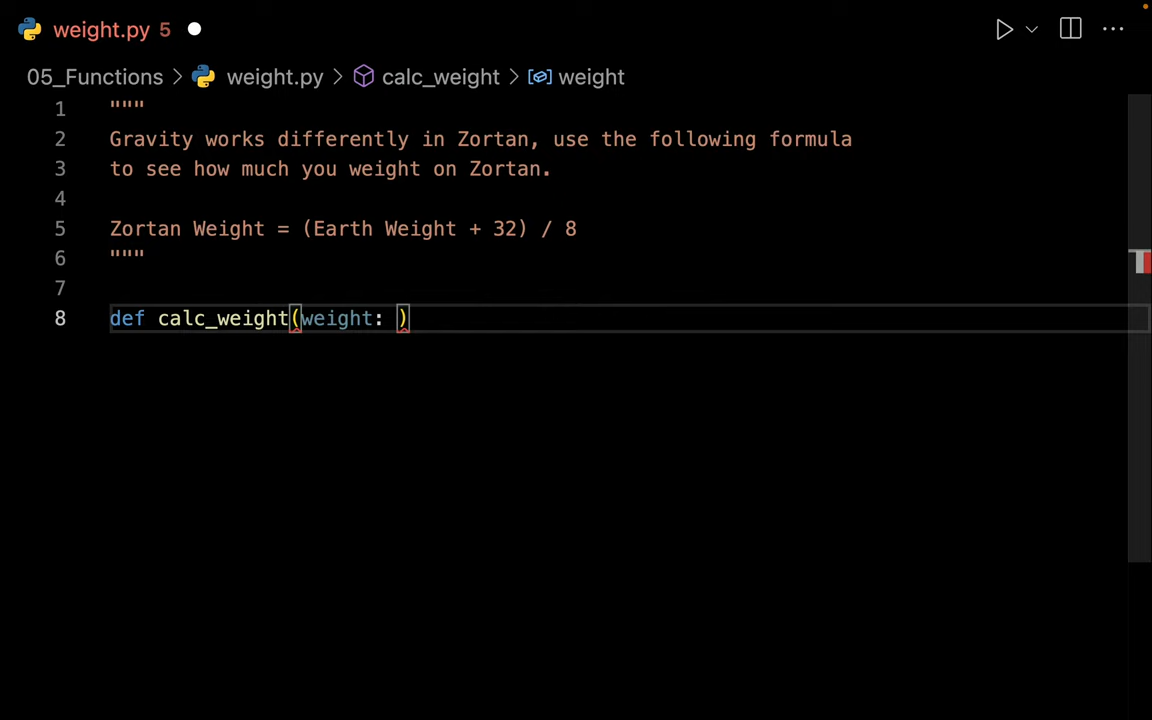 weight.py 5
05_Functions > weight.py > calc_weight > weight
1 """
2 Gravity works differently in Zortan, use the following formula
3 to see how much you weight on Zortan.
4
5 Zortan Weight = (Earth Weight + 32) / 8
6 """
7
8 def calc_weight(weight: )